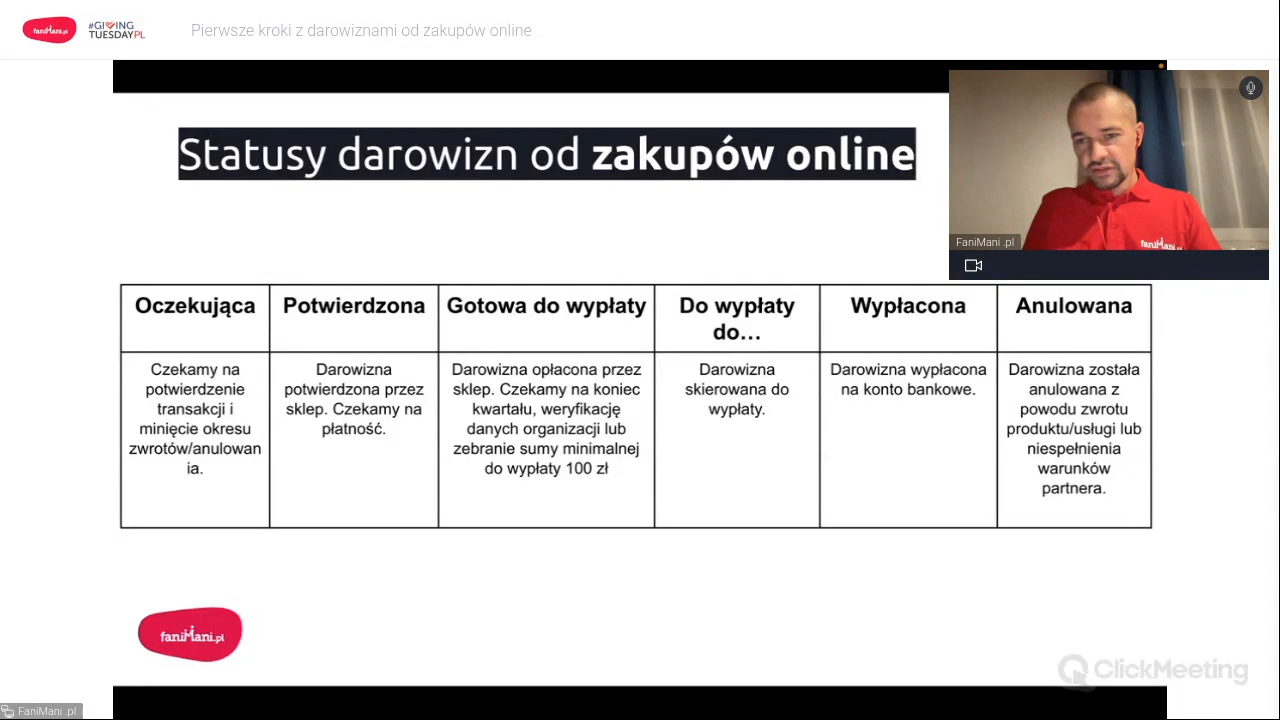 faniMani.pl
#GIVING
TUESDAYPL
Pierwsze kroki z darowiznami od zakupów online
Statusy darowizn od zakupów online
FaniMani .pl
faniMani.pl
Oczekująca
Potwierdzona
Gotowa do wypłaty
Do wypłaty
do…
Wypłacona
Anulowana
Czekamy na
potwierdzenie
transakcji i
minięcie okresu
zwrotów/anulowan
ia.
Darowizna
potwierdzona przez
sklep. Czekamy na
płatność.
Darowizna opłacona przez
sklep. Czekamy na koniec
kwartału, weryfikację
danych organizacji lub
zebranie sumy minimalnej
do wypłaty 100 zł
Darowizna
skierowana do
wypłaty.
Darowizna wypłacona
na konto bankowe.
Darowizna została
anulowana z
powodu zwrotu
produktu/usługi lub
niespełnienia
warunków
partnera.
faniMani.pl
ClickMeeting
FaniMani .pl